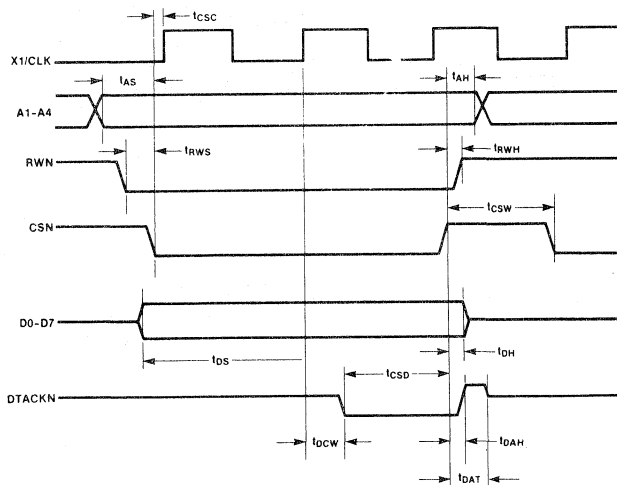 tCSC
X1/CLK
tAS
tAH
A1-A4
tRWS
tRWH
RWN
tCSW
CSN
D0-D7
tDS
tDH
tCSD
DTACKN
tDCW
tDAH
tDAT